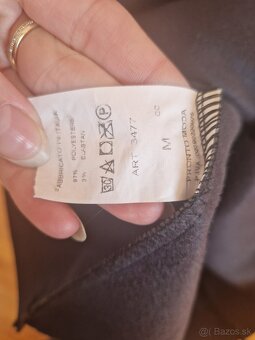 FABBRICATO IN ITALIA
97% POLYESTERE
3% ELASTAN
ART 3477
M
PRONTO MODA
© Bazos.sk